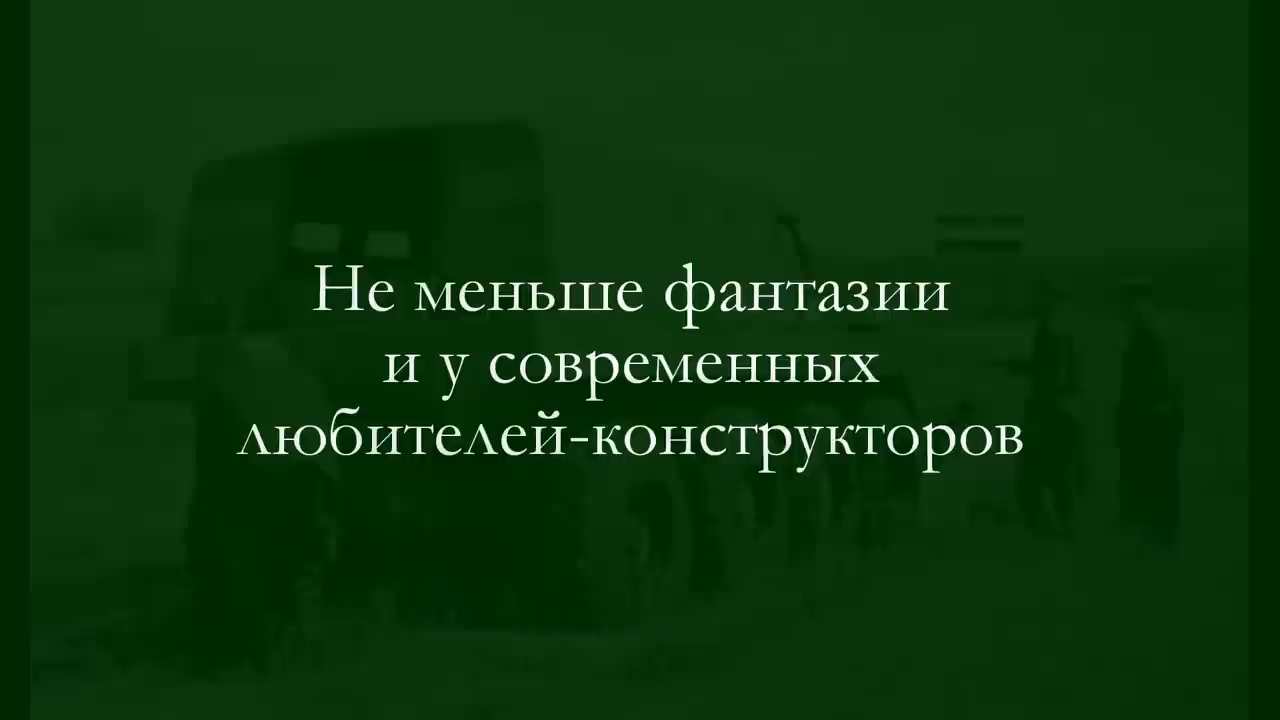 Не меньше фантазии
и у современных
любителей-конструкторов